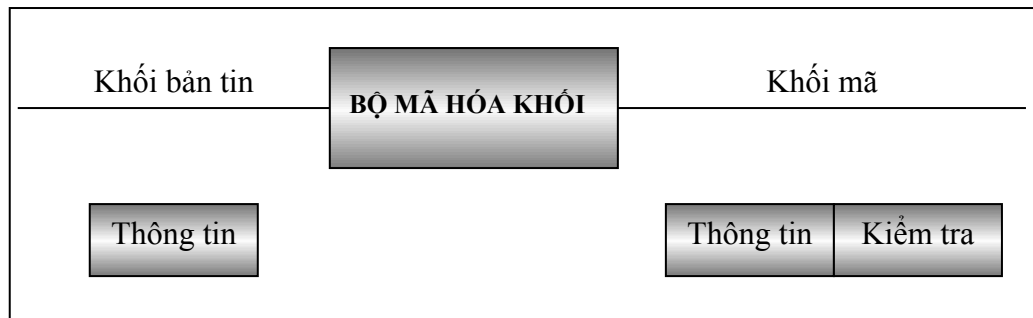 Khối bản tin
BỘ MÃ HÓA KHỐI
Khối mã
Thông tin
Thông tin
Kiểm tra